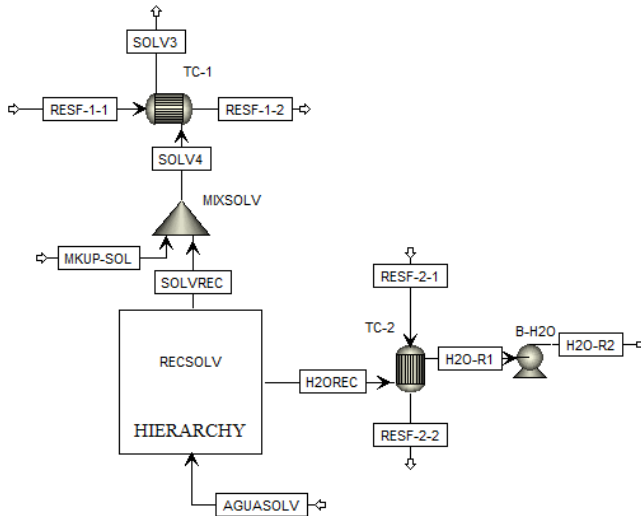 SOLV3
TC-1
RESF-1-1
RESF-1-2
SOLV4
MIXSOLV
MKUP-SOL
SOLVREC
RESF-2-1
TC-2
B-H2O
H2O-R1
H2O-R2
RECSOLV
H2OREC
HIERARCHY
RESF-2-2
AGUASOLV